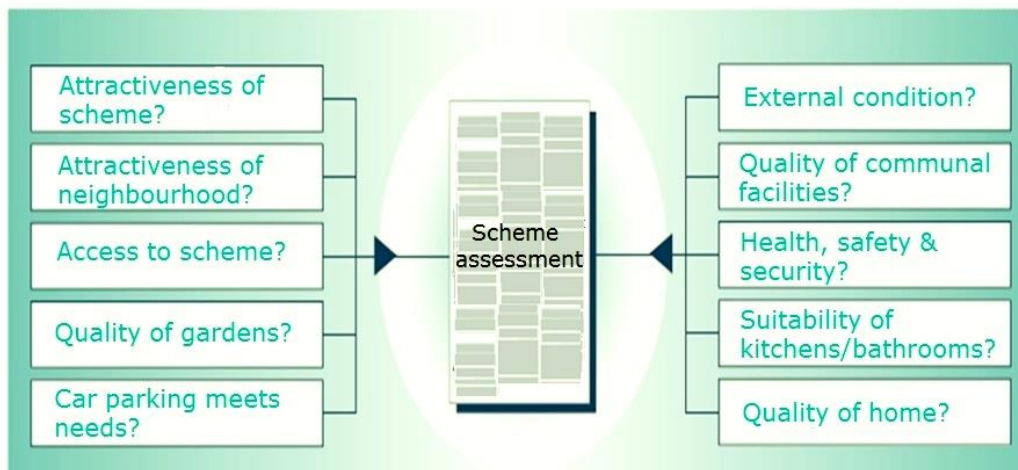 Attractiveness of
scheme?
Attractiveness of
neighbourhood?
Access to scheme?
Quality of gardens?
Car parking meets
needs?
Scheme
assessment
External condition?
Quality of communal
facilities?
Health, safety &
security?
Suitability of
kitchens/bathrooms?
Quality of home?